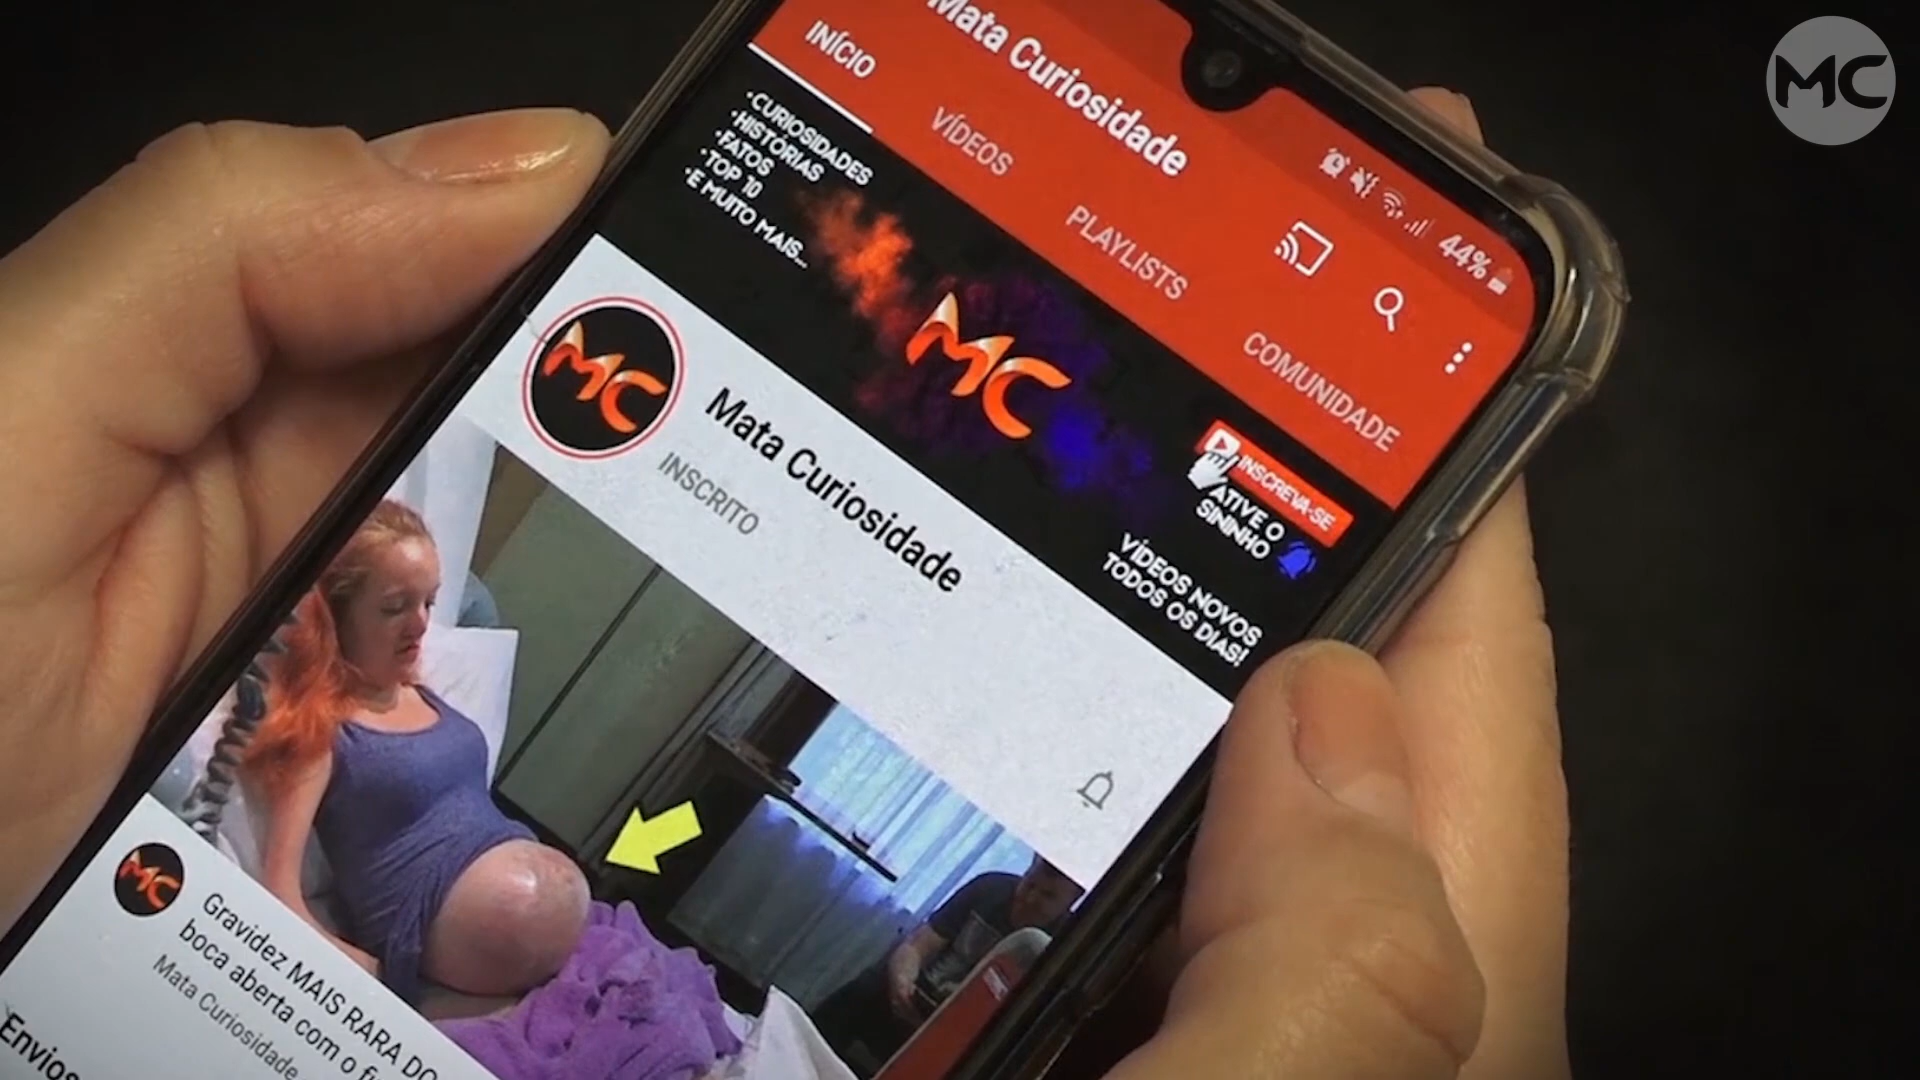 MC
Mata Curiosidade
44%
INÍCIO
VÍDEOS
PLAYLISTS
COMUNIDADE
·CURIOSIDADES
·HISTÓRIAS
·FATOS
·TOP 10
·E MUITO MAIS...
MC
INSCREVA-SE
ATIVE O
SININHO
VÍDEOS NOVOS
TODOS OS DIAS!
MC
Mata Curiosidade
INSCRITO
MC
Gravidez MAIS RARA DO
boca aberta com o
Mata Curiosidade
Envios